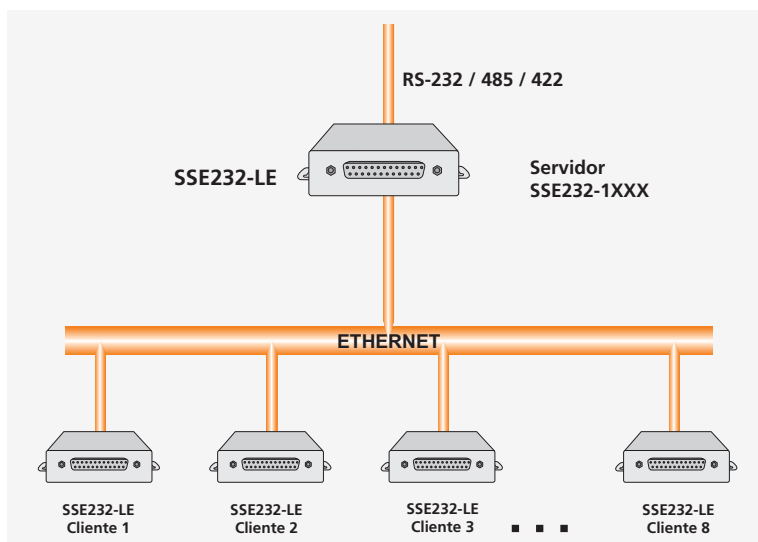 RS-232 / 485 / 422
SSE232-LE
Servidor
SSE232-1XXX
ETHERNET
SSE232-LE
Cliente 1
SSE232-LE
Cliente 2
SSE232-LE
Cliente 3
SSE232-LE
Cliente 8